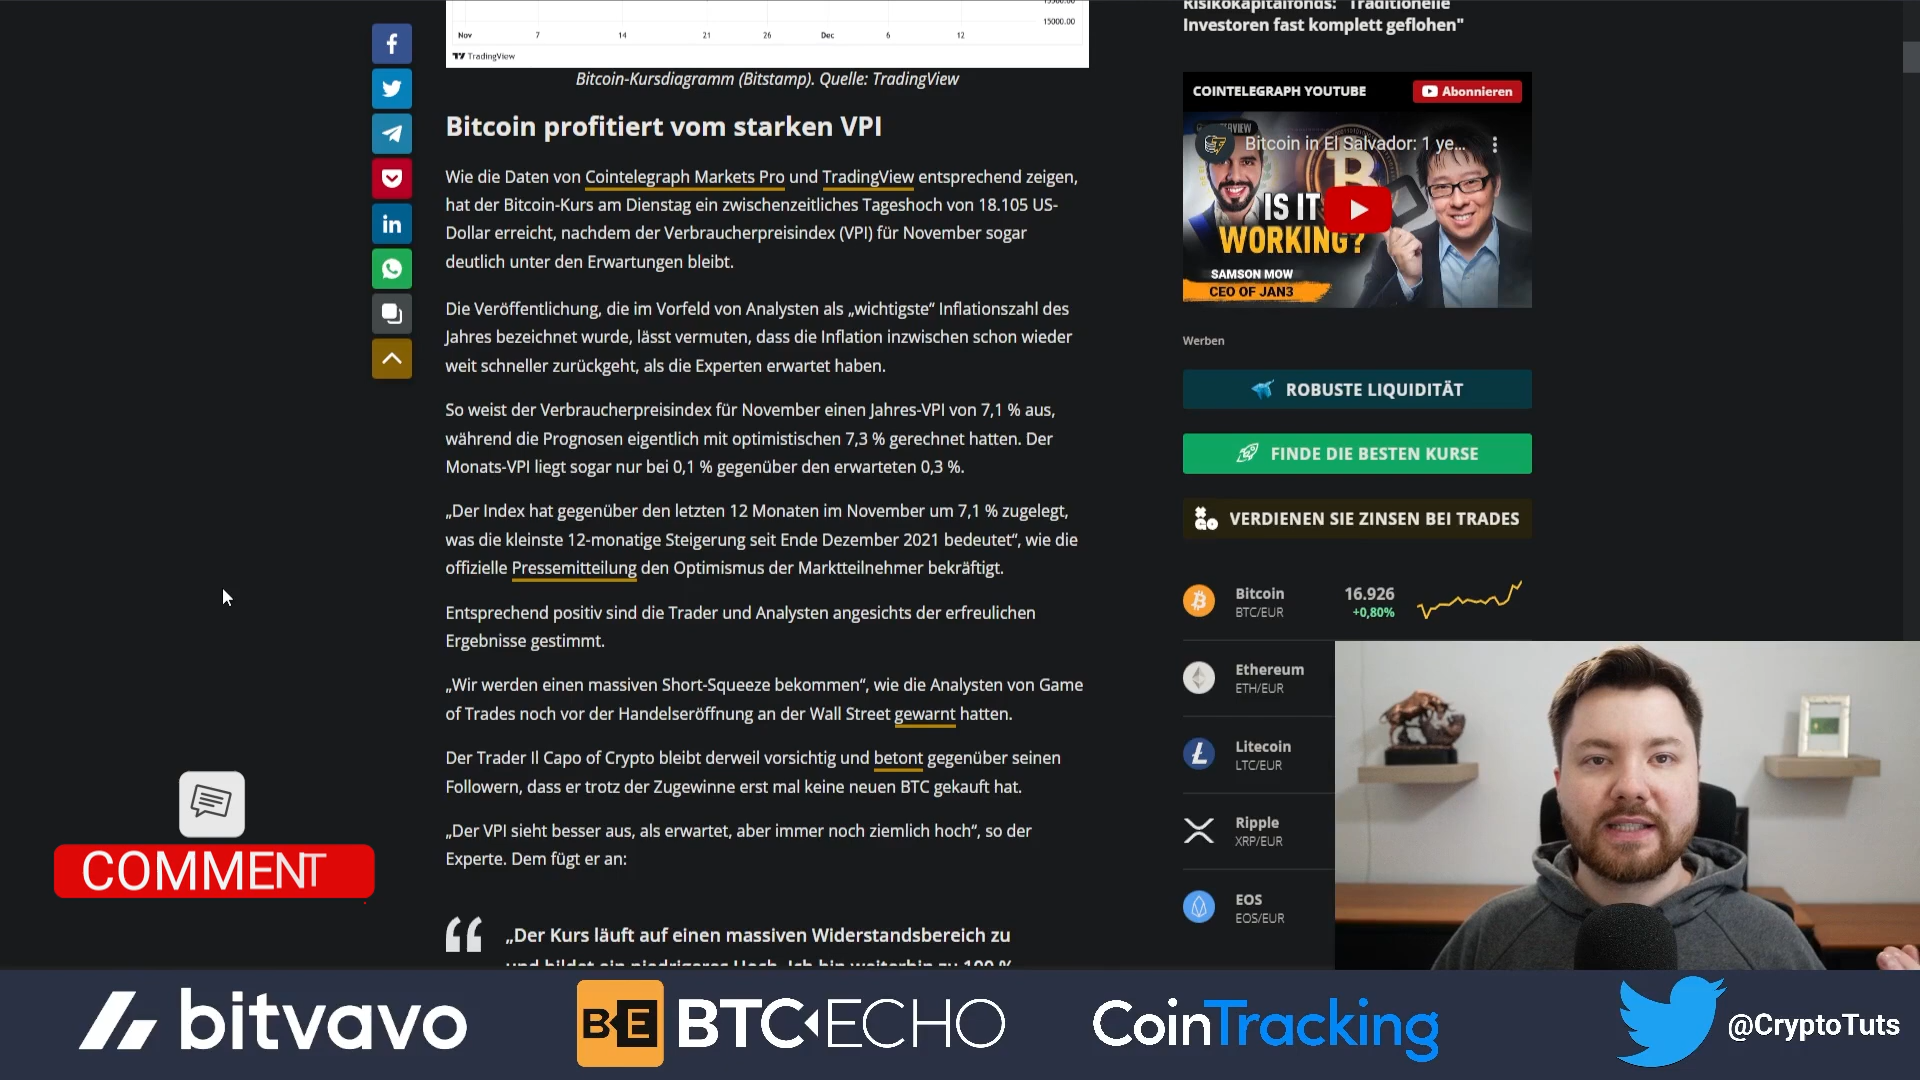 15000.00
Nov 7 14 21 26 Dec 6 12
TradingView
Bitcoin-Kursdiagramm (Bitstamp). Quelle: TradingView
Bitcoin profitiert vom starken VPI
Wie die Daten von Cointelegraph Markets Pro und TradingView entsprechend zeigen,
hat der Bitcoin-Kurs am Dienstag ein zwischenzeitliches Tageshoch von 18.105 US-
Dollar erreicht, nachdem der Verbraucherpreisindex (VPI) für November sogar
deutlich unter den Erwartungen bleibt.
Die Veröffentlichung, die im Vorfeld von Analysten als „wichtigste“ Inflationszahl des
Jahres bezeichnet wurde, lässt vermuten, dass die Inflation inzwischen schon wieder
weit schneller zurückgeht, als die Experten erwartet haben.
So weist der Verbraucherpreisindex für November einen Jahres-VPI von 7,1 % aus,
während die Prognosen eigentlich mit optimistischen 7,3 % gerechnet hatten. Der
Monats-VPI liegt sogar nur bei 0,1 % gegenüber den erwarteten 0,3 %.
„Der Index hat gegenüber den letzten 12 Monaten im November um 7,1 % zugelegt,
was die kleinste 12-monatige Steigerung seit Ende Dezember 2021 bedeutet“, wie die
offizielle Pressemitteilung den Optimismus der Marktteilnehmer bekräftigt.
Entsprechend positiv sind die Trader und Analysten angesichts der erfreulichen
Ergebnisse gestimmt.
„Wir werden einen massiven Short-Squeeze bekommen“, wie die Analysten von Game
of Trades noch vor der Handelseröffnung an der Wall Street gewarnt hatten.
Der Trader Il Capo of Crypto bleibt derweil vorsichtig und betont gegenüber seinen
Followern, dass er trotz der Zugewinne erst mal keine neuen BTC gekauft hat.
„Der VPI sieht besser aus, als erwartet, aber immer noch ziemlich hoch“, so der
Experte. Dem fügt er an:
„Der Kurs läuft auf einen massiven Widerstandsbereich zu
und bildet ein niedrigeres Hoch. Ich bin weiterhin zu 100 %
Risikokapitalfonds: "Traditionelle
Investoren fast komplett geflohen"
COINTELEGRAPH YOUTUBE
Abonnieren
Bitcoin in El Salvador: 1 ye...
IS IT
WORKING?
SAMSON MOW
CEO OF JAN3
Werben
ROBUSTE LIQUIDITÄT
FINDE DIE BESTEN KURSE
VERDIENEN SIE ZINSEN BEI TRADES
Bitcoin 16.926
BTC/EUR +0,80%
Ethereum
ETH/EUR
Litecoin
LTC/EUR
Ripple
XRP/EUR
EOS
EOS/EUR
COMMENT
bitvavo
BE BTC ECHO
CoinTracking
@CryptoTuts